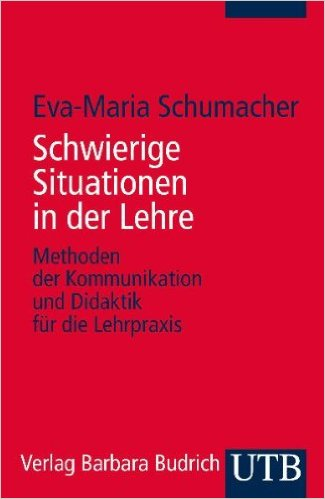 Eva-Maria Schumacher
Schwierige
Situationen
in der Lehre
Methoden
der Kommunikation
und Didaktik
für die Lehrpraxis
Verlag Barbara Budrich
UTB